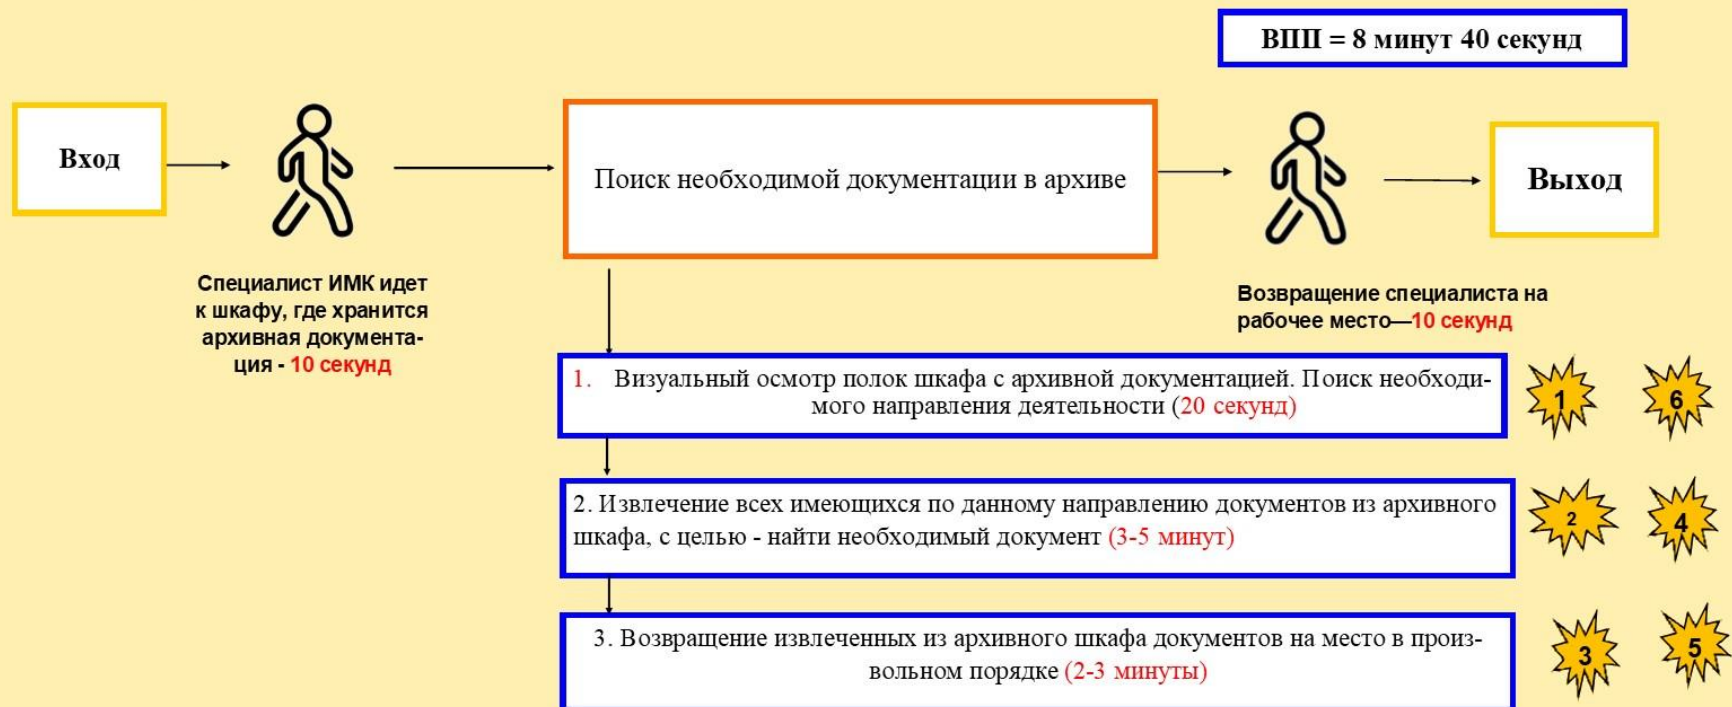 ВПП = 8 минут 40 секунд
Вход
Поиск необходимой документации в архиве
Выход
Специалист ИМК идет
к шкафу, где хранится
архивная документа-
ция - 10 секунд
Возвращение специалиста на
рабочее место—10 секунд
1. Визуальный осмотр полок шкафа с архивной документацией. Поиск необходи-
мого направления деятельности (20 секунд)
1
6
2. Извлечение всех имеющихся по данному направлению документов из архивного
шкафа, с целью - найти необходимый документ (3-5 минут)
2
4
3. Возвращение извлеченных из архивного шкафа документов на место в произ-
вольном порядке (2-3 минуты)
3
5